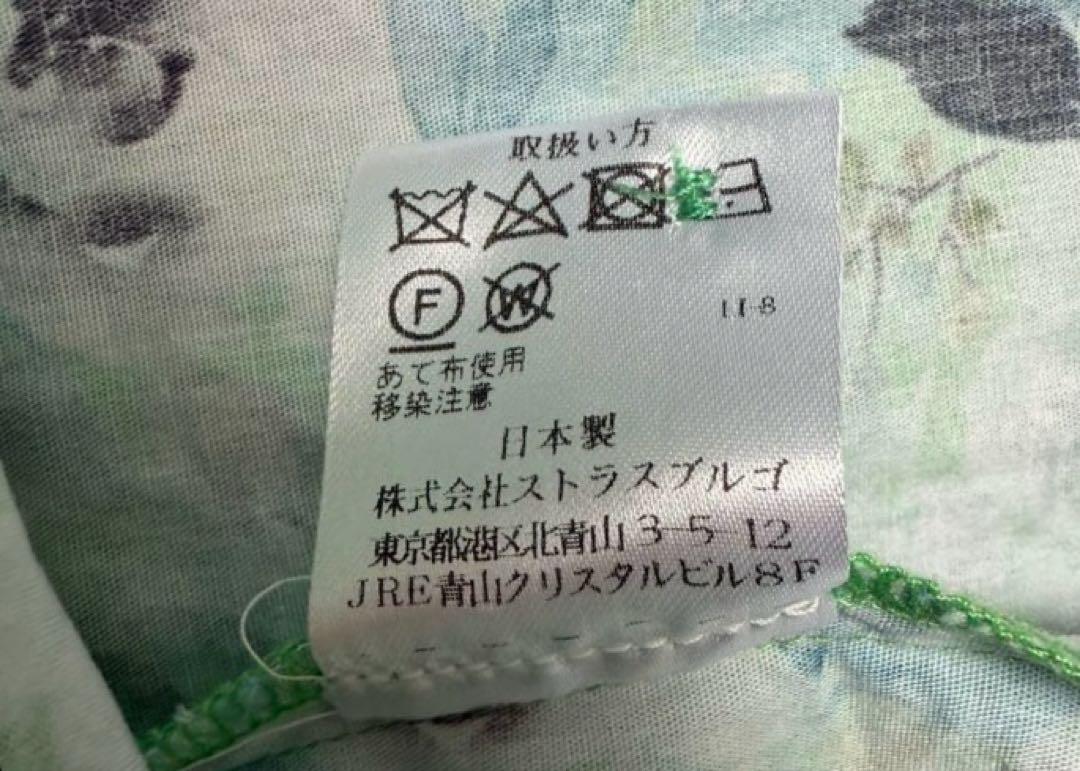 取扱い方
F W
11-8
あて布使用
移染注意
日本製
株式会社ストラスブルゴ
東京都港区北青山3-5-12
JRE青山クリスタルビル8F